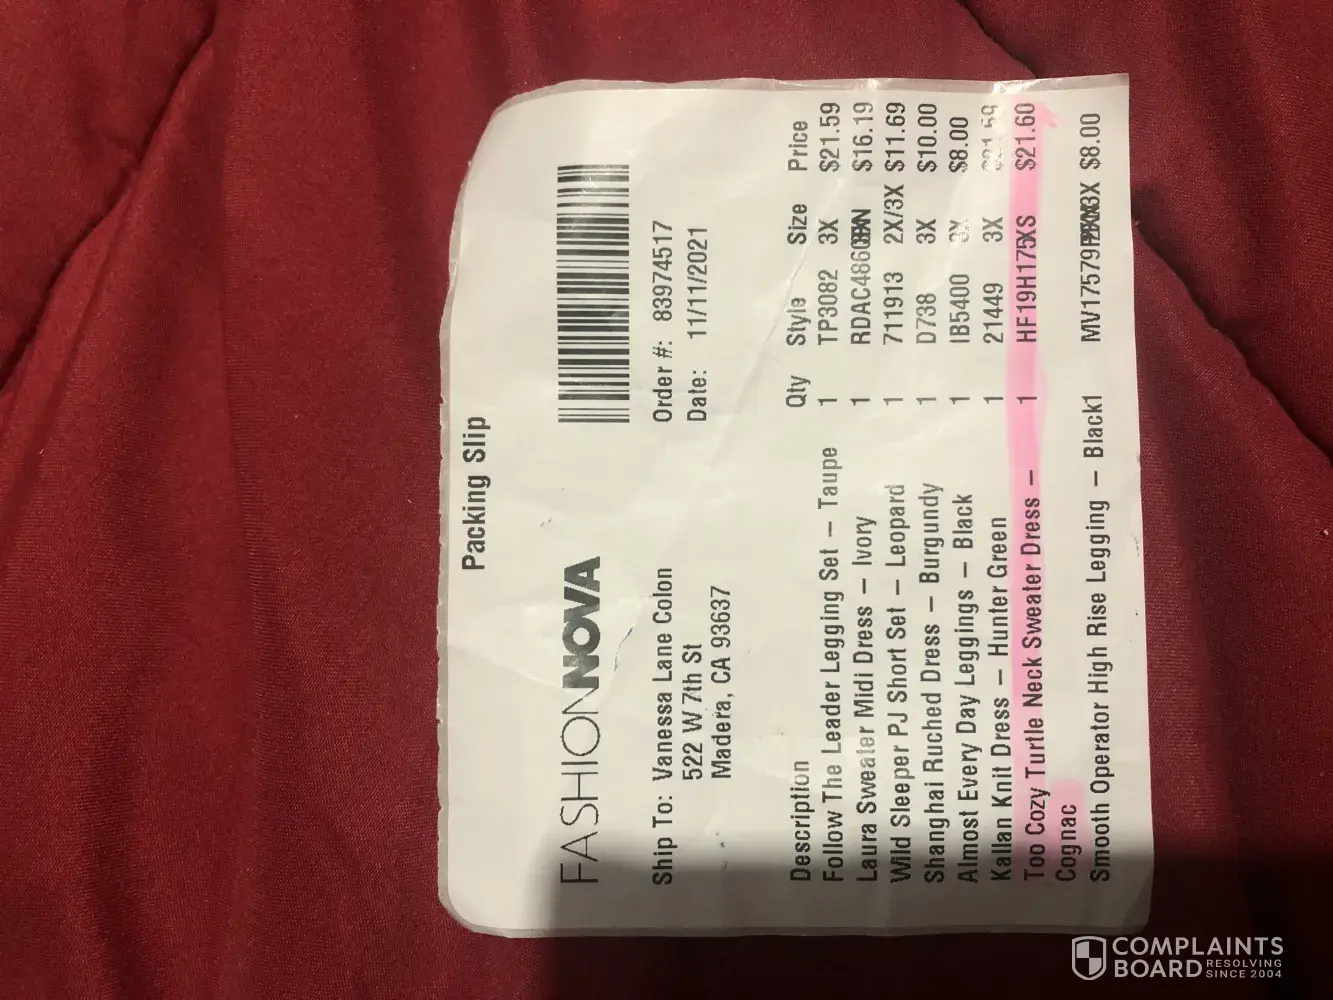 Packing Slip
FASHIONNOVA
Order #: 83974517
Date: 11/11/2021
Ship To: Vanessa Lane Colon
522 W 7th St
Madera, CA 93637
Description Qty Style Size Price
Follow The Leader Legging Set – Taupe 1 TP3082 3X $21.59
Laura Sweater Midi Dress – Ivory 1 $16.19
Wild Sleeper PJ Short Set – Leopard 1 711913 2X/3X $11.69
Shanghai Ruched Dress – Burgundy 1 D738 3X $10.00
Almost Every Day Leggings – Black 1 IB5400 3X $8.00
Kallan Knit Dress – Hunter Green 1 21449 3X $21.59
Too Cozy Turtle Neck Sweater Dress – 1 HF19H175XS $21.60
Cognac
Smooth Operator High Rise Legging – Black1 $8.00
COMPLAINTS
BOARD RESOLVING
SINCE 2004